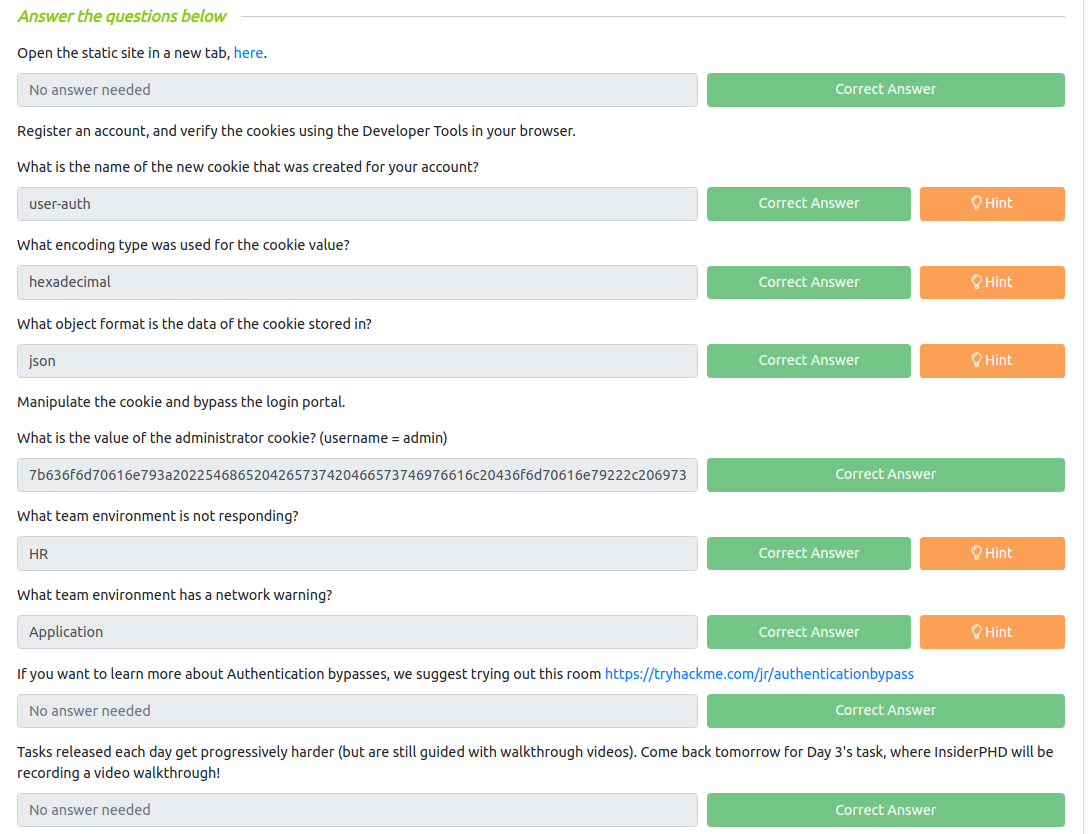 Answer the questions below
Open the static site in a new tab, here.
No answer needed
Correct Answer
Register an account, and verify the cookies using the Developer Tools in your browser.
What is the name of the new cookie that was created for your account?
user-auth
Correct Answer
Hint
What encoding type was used for the cookie value?
hexadecimal
Correct Answer
Hint
What object format is the data of the cookie stored in?
json
Correct Answer
Hint
Manipulate the cookie and bypass the login portal.
What is the value of the administrator cookie? (username = admin)
7b636f6d70616e793a2022546865204265737420466573746976616c20436f6d70616e79222c206973
Correct Answer
What team environment is not responding?
HR
Correct Answer
Hint
What team environment has a network warning?
Application
Correct Answer
Hint
If you want to learn more about Authentication bypasses, we suggest trying out this room https://tryhackme.com/jr/authenticationbypass
No answer needed
Correct Answer
Tasks released each day get progressively harder (but are still guided with walkthrough videos). Come back tomorrow for Day 3's task, where InsiderPHD will be
recording a video walkthrough!
No answer needed
Correct Answer